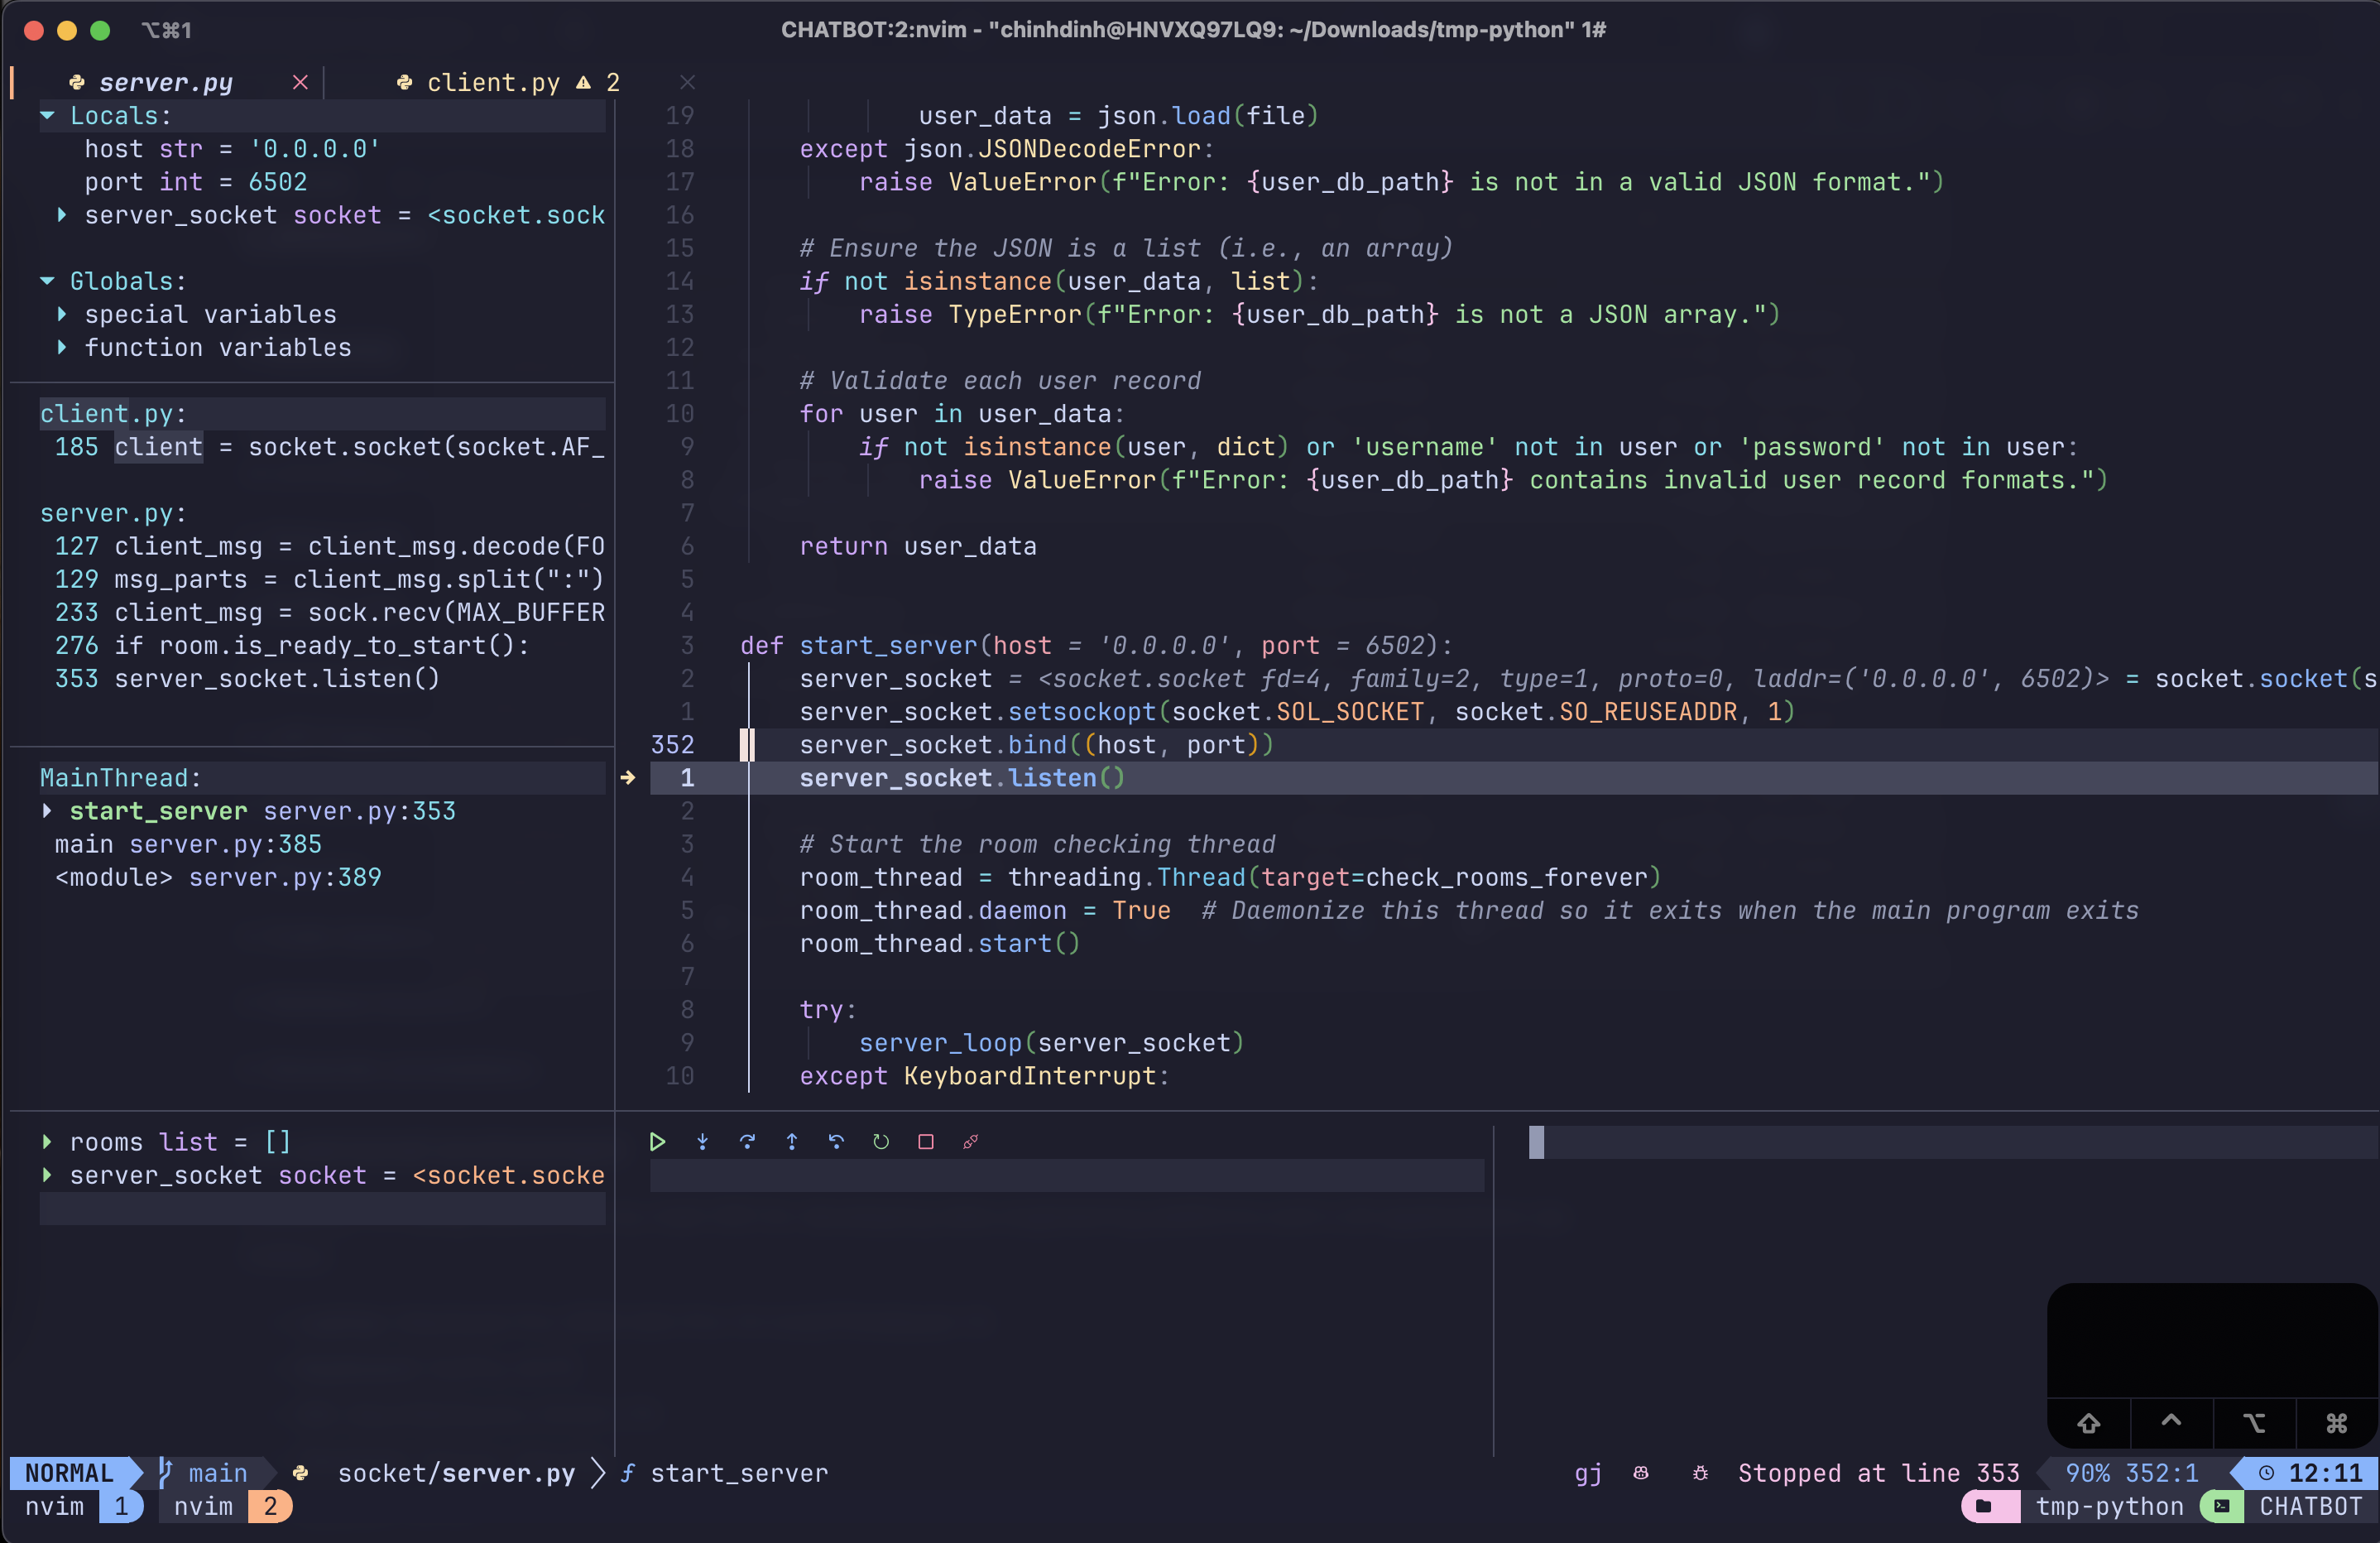 ⌥⌘1
CHATBOT:2:nvim - "chinhdinh@HNVXQ97LQ9: ~/Downloads/tmp-python" 1#
server.py
client.py 2
Locals:
host str = '0.0.0.0'
port int = 6502
server_socket socket = <socket.sock
Globals:
special variables
function variables
client.py:
185 client = socket.socket(socket.AF_
server.py:
127 client_msg = client_msg.decode(FO
129 msg_parts = client_msg.split(":")
233 client_msg = sock.recv(MAX_BUFFER
276 if room.is_ready_to_start():
353 server_socket.listen()
MainThread:
start_server server.py:353
main server.py:385
<module> server.py:389
rooms list = []
server_socket socket = <socket.socke
19 user_data = json.load(file)
18 except json.JSONDecodeError:
17 raise ValueError(f"Error: {user_db_path} is not in a valid JSON format.")
16
15 # Ensure the JSON is a list (i.e., an array)
14 if not isinstance(user_data, list):
13 raise TypeError(f"Error: {user_db_path} is not a JSON array.")
12
11 # Validate each user record
10 for user in user_data:
9 if not isinstance(user, dict) or 'username' not in user or 'password' not in user:
8 raise ValueError(f"Error: {user_db_path} contains invalid user record formats.")
7
6 return user_data
5
4
3 def start_server(host = '0.0.0.0', port = 6502):
2 server_socket = <socket.socket fd=4, family=2, type=1, proto=0, laddr=('0.0.0.0', 6502)> = socket.socket(s
1 server_socket.setsockopt(socket.SOL_SOCKET, socket.SO_REUSEADDR, 1)
352 server_socket.bind((host, port))
1 server_socket.listen()
2
3 # Start the room checking thread
4 room_thread = threading.Thread(target=check_rooms_forever)
5 room_thread.daemon = True # Daemonize this thread so it exits when the main program exits
6 room_thread.start()
7
8 try:
9 server_loop(server_socket)
10 except KeyboardInterrupt:
NORMAL main socket/server.py start_server gj Stopped at line 353 90% 352:1 12:11
nvim 1 nvim 2 tmp-python CHATBOT